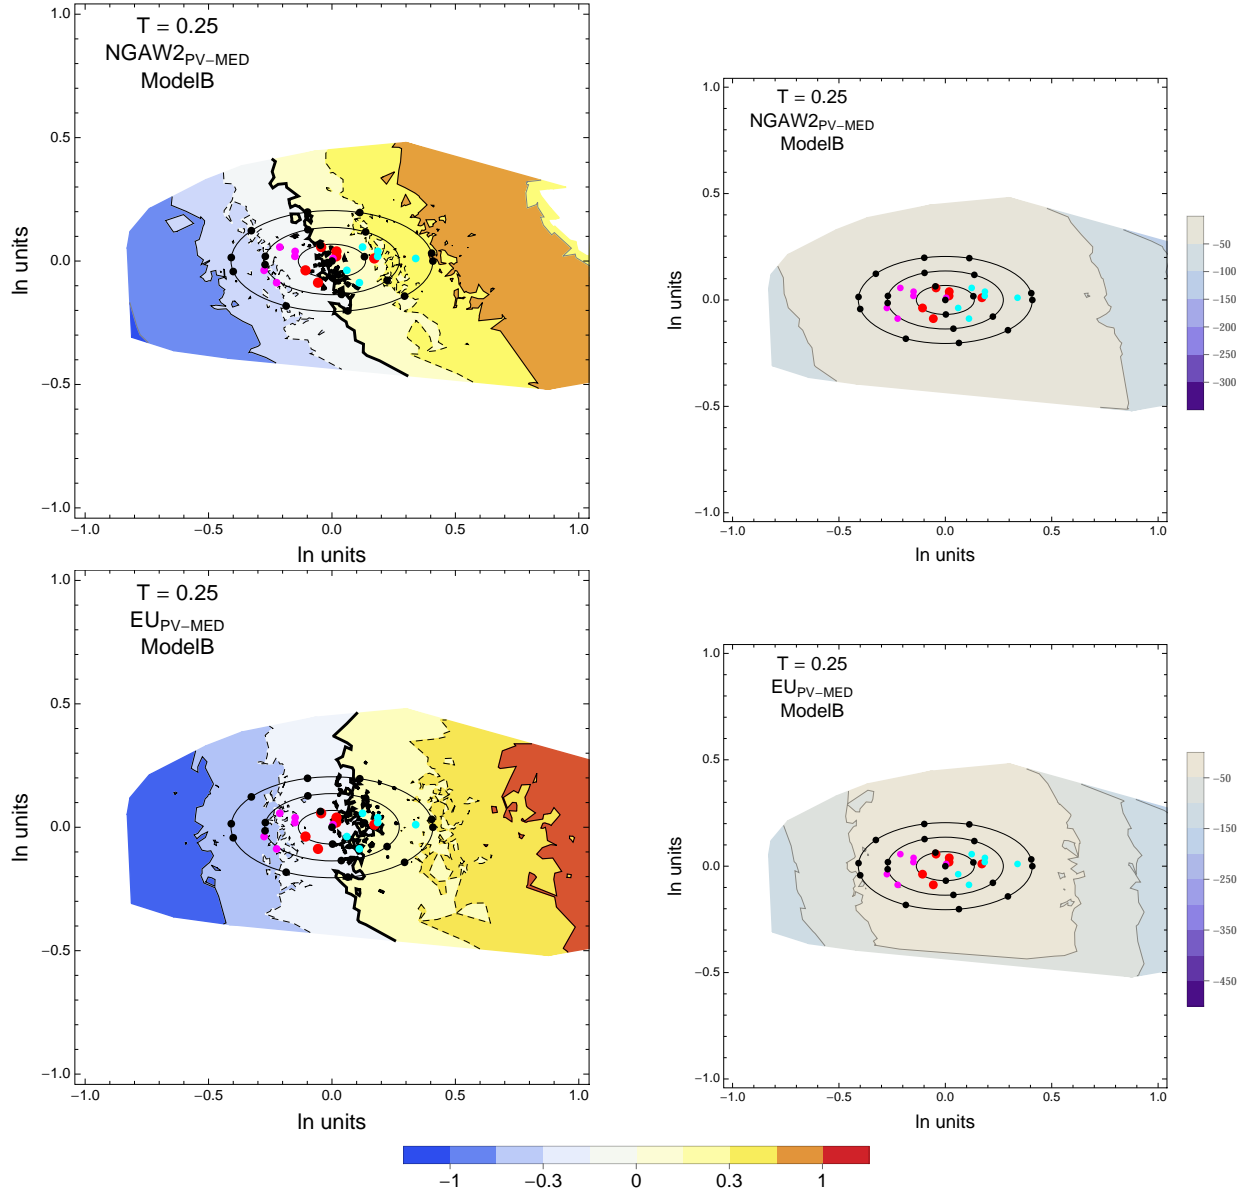 T = 0.25
NGAW2PV−MED
ModelB
1.0
0.5
0.0
−0.5
−1.0
ln units
−1.0 −0.5 0.0 0.5 1.0
ln units
T = 0.25
NGAW2PV−MED
ModelB
1.0
0.5
0.0
−0.5
−1.0
ln units
−1.0 −0.5 0.0 0.5 1.0
ln units
−50
−100
−150
−200
−250
−300
T = 0.25
EUPV−MED
ModelB
1.0
0.5
0.0
−0.5
−1.0
ln units
−1.0 −0.5 0.0 0.5 1.0
ln units
T = 0.25
EUPV−MED
ModelB
1.0
0.5
0.0
−0.5
−1.0
ln units
−1.0 −0.5 0.0 0.5 1.0
ln units
−50
−150
−250
−350
−450
−1 −0.3 0 0.3 1